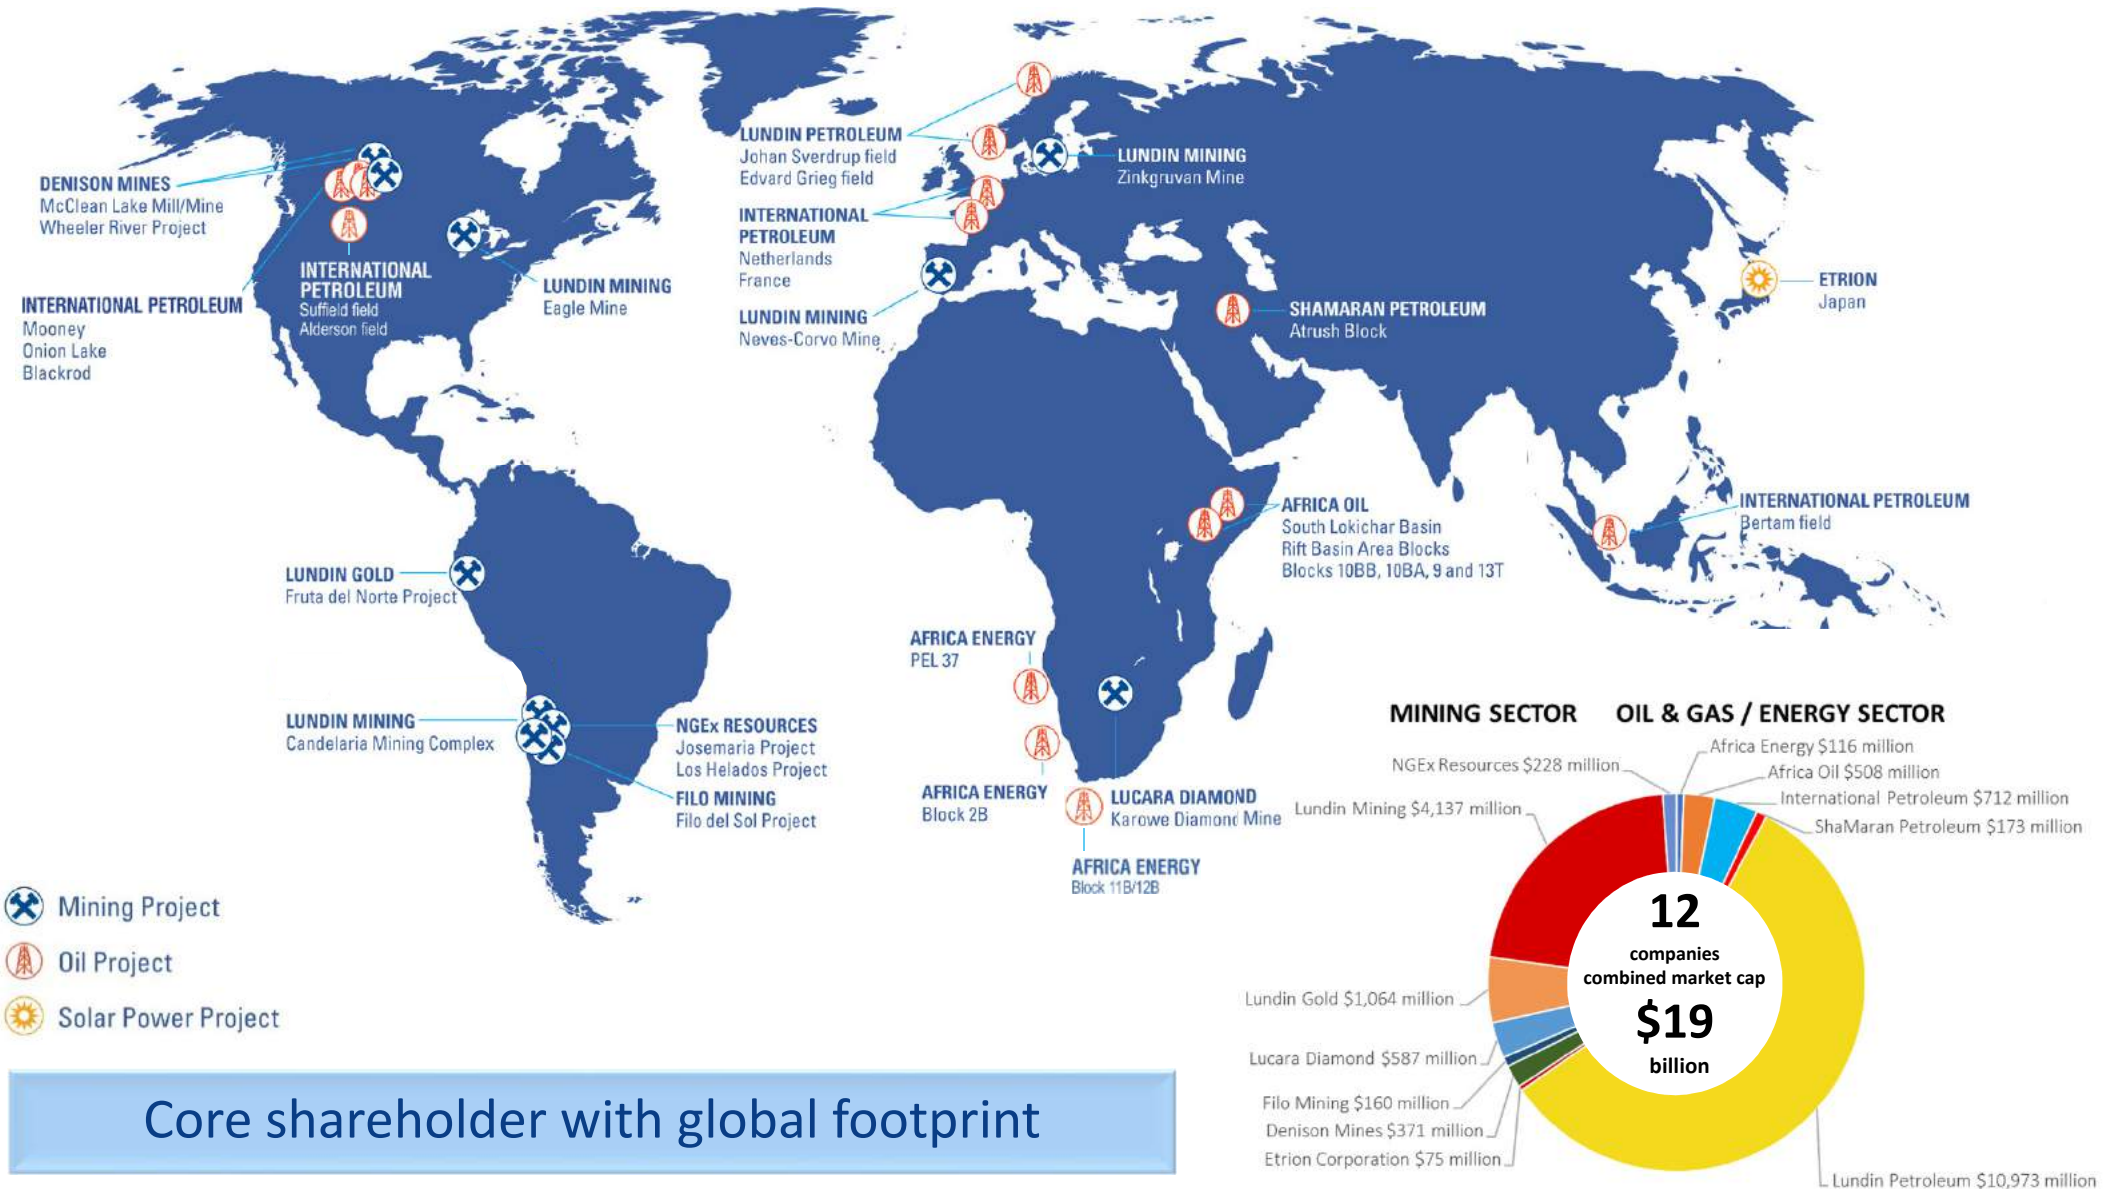 LUNDIN PETROLEUM
Johan Sverdrup field
Edvard Grieg field
LUNDIN MINING
Zinkgruvan Mine
DENISON MINES
McClean Lake Mill/Mine
Wheeler River Project
INTERNATIONAL
PETROLEUM
Netherlands
France
INTERNATIONAL
PETROLEUM
Suffield field
Alderson field
LUNDIN MINING
Eagle Mine
ETRION
Japan
INTERNATIONAL PETROLEUM
Mooney
Onion Lake
Blackrod
LUNDIN MINING
Neves-Corvo Mine
SHAMARAN PETROLEUM
Atrush Block
AFRICA OIL
South Lokichar Basin
Rift Basin Area Blocks
Blocks 10BB, 10BA, 9 and 13T
INTERNATIONAL PETROLEUM
Bertam field
LUNDIN GOLD
Fruta del Norte Project
AFRICA ENERGY
PEL 37
LUNDIN MINING
Candelaria Mining Complex
NGEx RESOURCES
Josemaria Project
Los Helados Project
FILO MINING
Filo del Sol Project
AFRICA ENERGY
Block 2B
LUCARA DIAMOND
Karowe Diamond Mine
AFRICA ENERGY
Block 11B/12B
MINING SECTOR OIL & GAS / ENERGY SECTOR
Africa Energy $116 million
NGEx Resources $228 million
Africa Oil $508 million
International Petroleum $712 million
Lundin Mining $4,137 million
ShaMaran Petroleum $173 million
12
companies
combined market cap
$19
billion
Lundin Gold $1,064 million
Lucara Diamond $587 million
Filo Mining $160 million
Denison Mines $371 million
Etrion Corporation $75 million
Lundin Petroleum $10,973 million
Mining Project
Oil Project
Solar Power Project
Core shareholder with global footprint